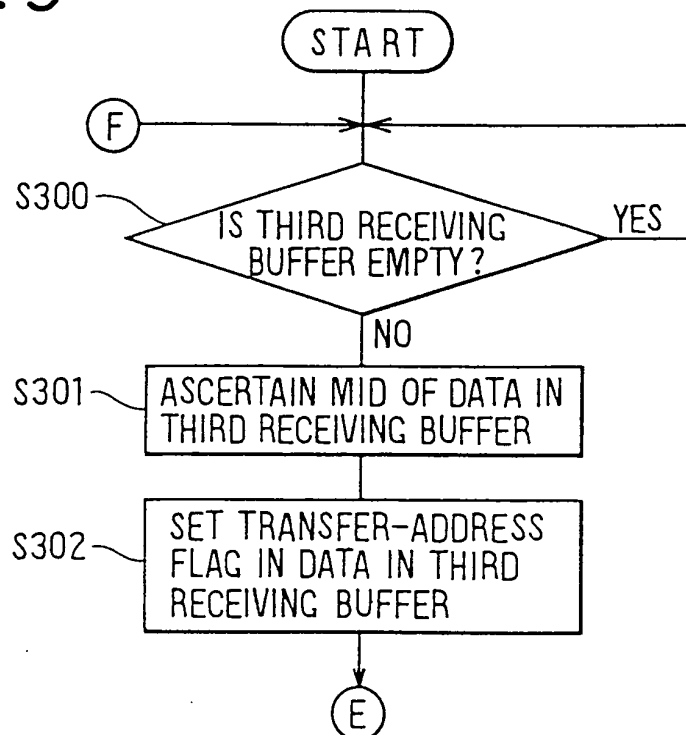 START
F
S300
IS THIRD RECEIVING
BUFFER EMPTY?
YES
NO
S301
ASCERTAIN MID OF DATA IN
THIRD RECEIVING BUFFER
S302
SET TRANSFER-ADDRESS
FLAG IN DATA IN THIRD
RECEIVING BUFFER
E